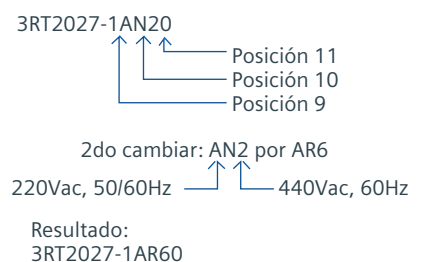 3RT2027-1AN20
Posición 11
Posición 10
Posición 9
2do cambiar: AN2 por AR6
220Vac, 50/60Hz
440Vac, 60Hz
Resultado:
3RT2027-1AR60